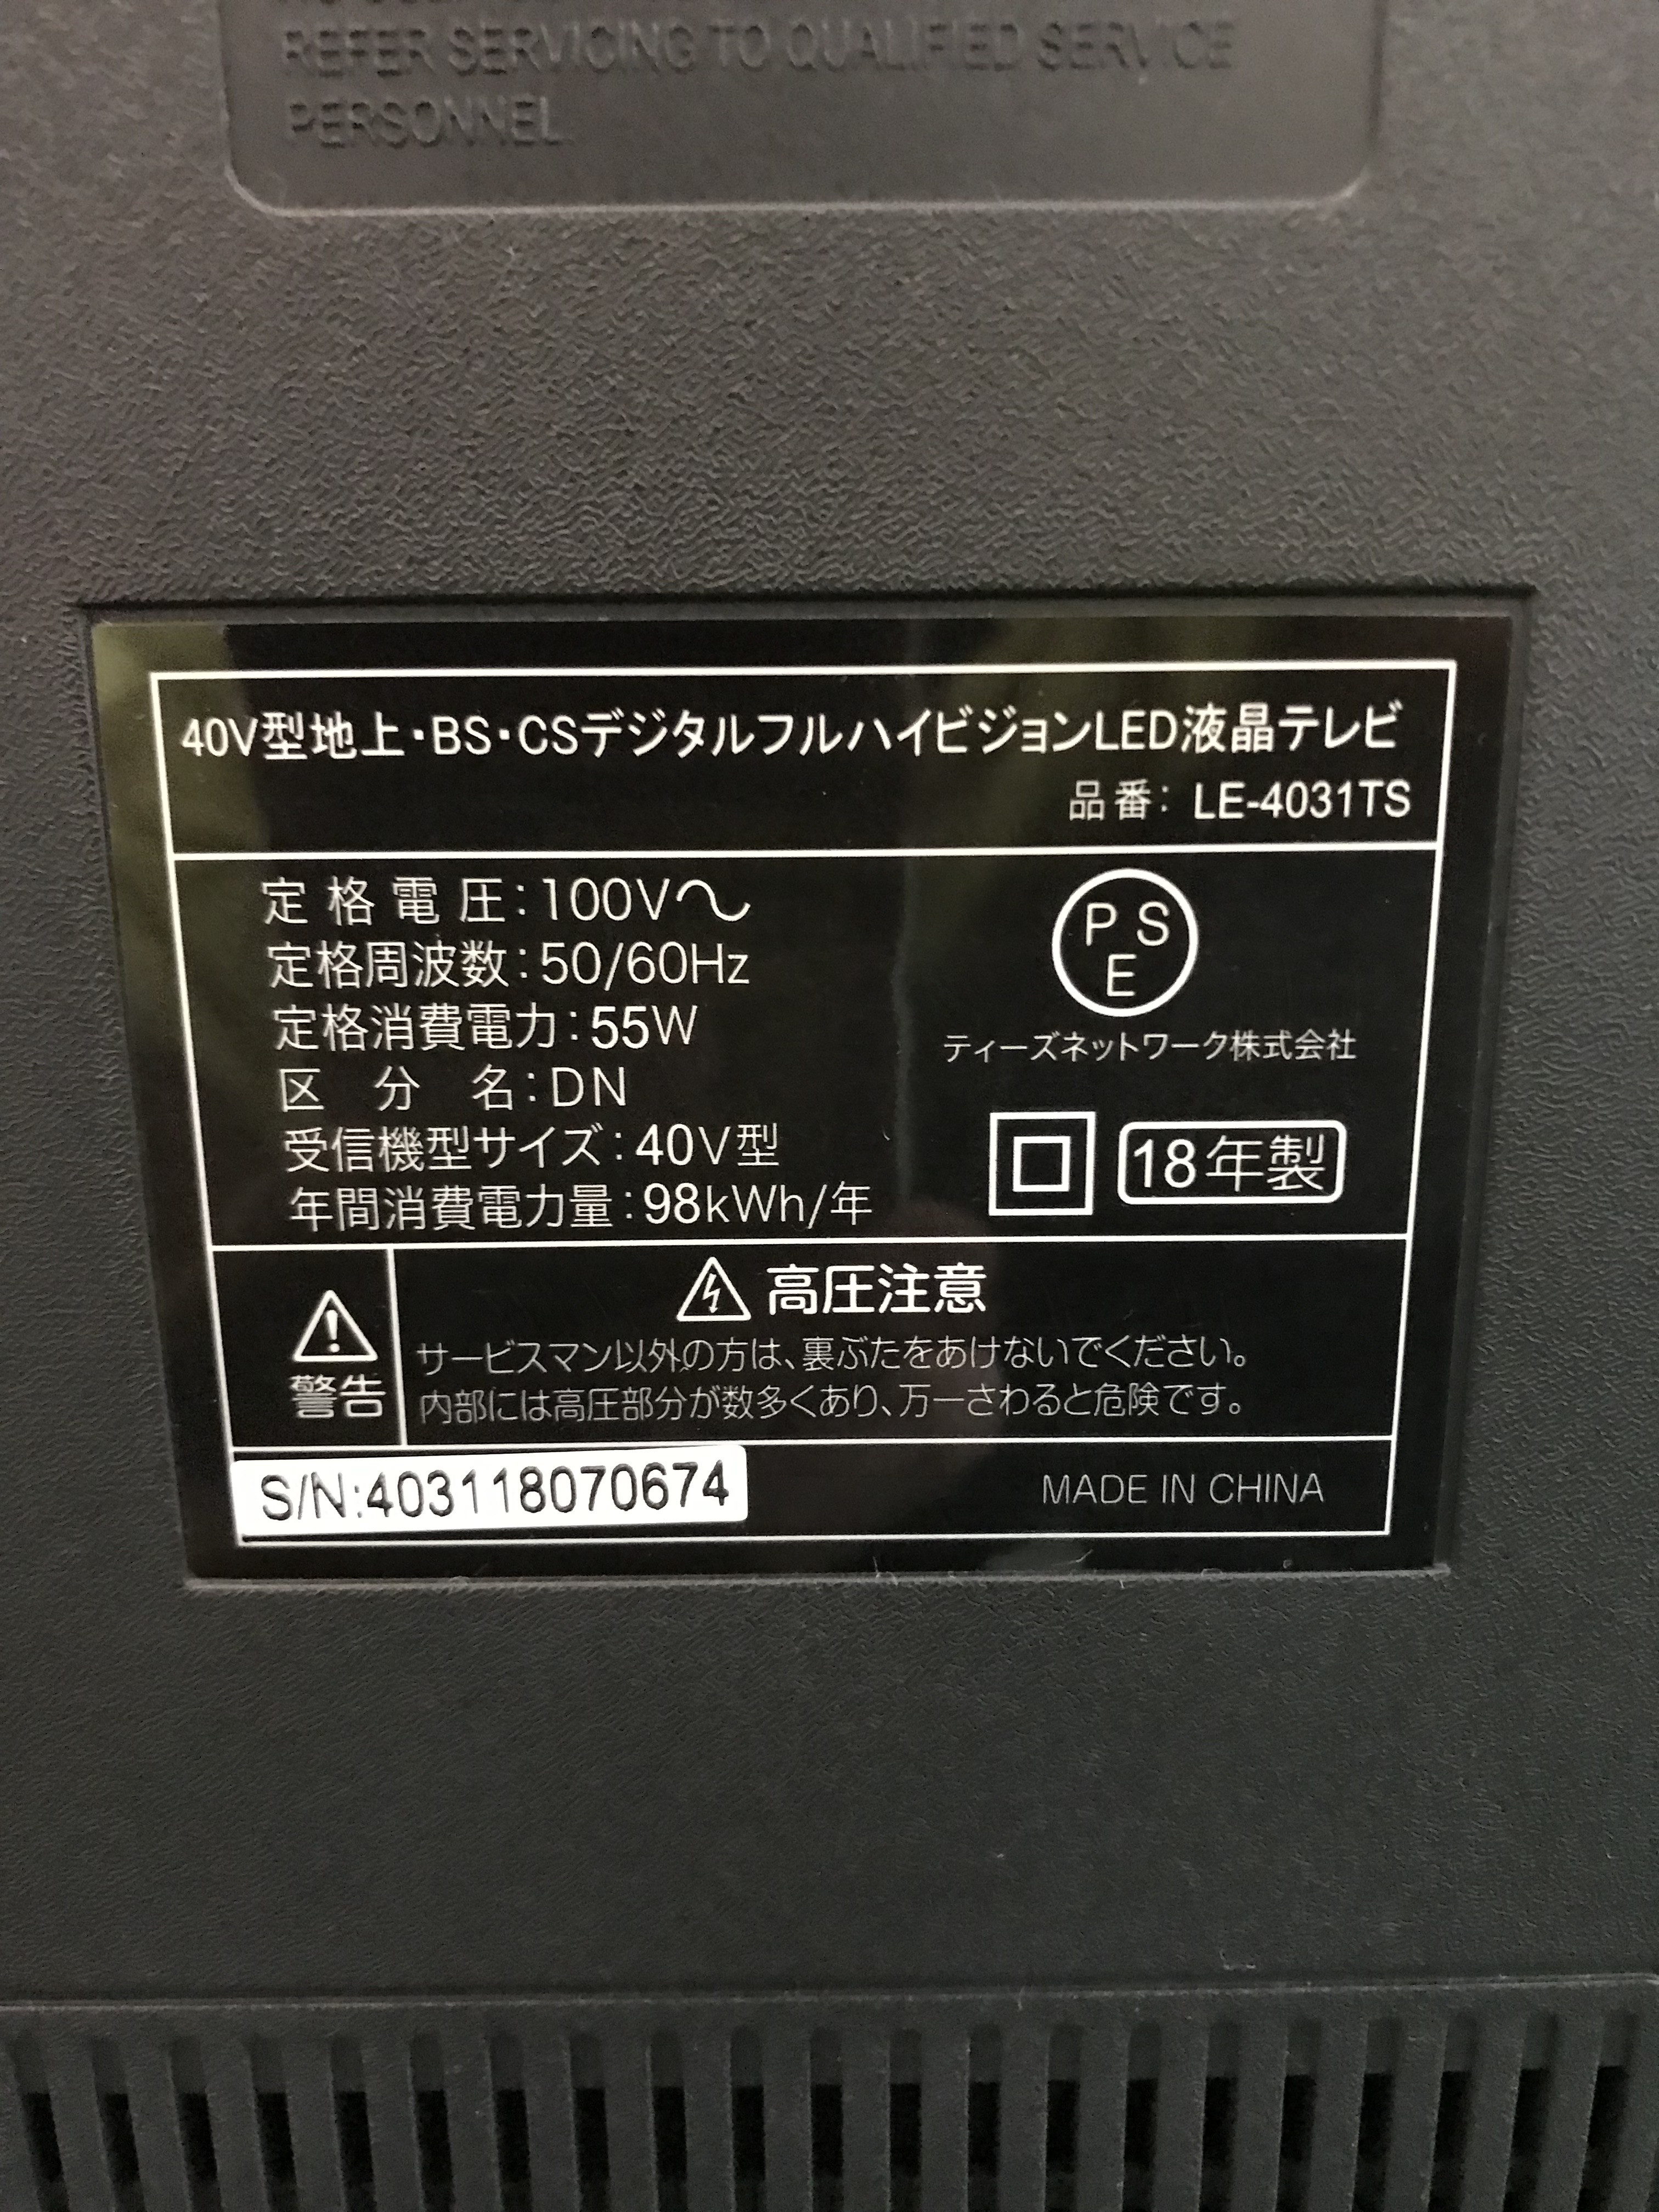 REFER SERVICING TO QUALIFIED SERVICE
PERSONNEL.
40V型地上・BS・CSデジタルフルハイビジョンLED液晶テレビ
品番：LE-4031TS
定格電圧：100V〜
定格周波数：50/60Hz
定格消費電力：55W
区分名：DN
受信機型サイズ：40V型
年間消費電力量：98kWh/年
PSE
ティーズネットワーク株式会社
18年製
警告
高圧注意
サービスマン以外の方は、裏ぶたをあけないでください。
内部には高圧部分が数多くあり、万一さわると危険です。
S/N:403118070674
MADE IN CHINA